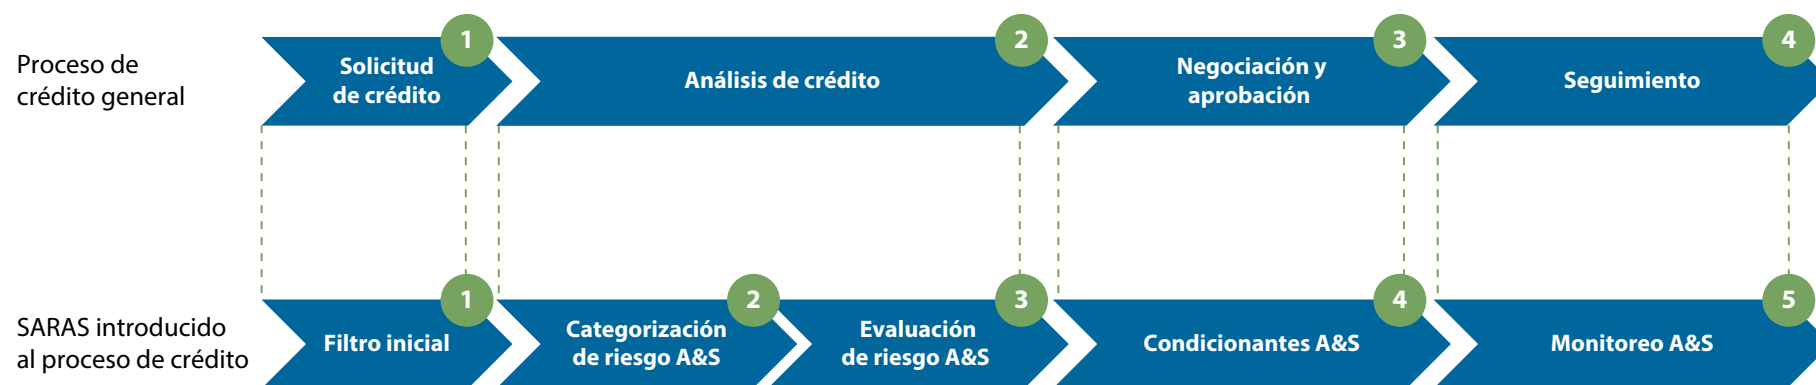 Proceso de
crédito general
1
Solicitud
de crédito
2
Análisis de crédito
3
Negociación y
aprobación
4
Seguimiento
SARAS introducido
al proceso de crédito
1
Filtro inicial
2
Categorización
de riesgo A&S
3
Evaluación
de riesgo A&S
4
Condicionantes A&S
5
Monitoreo A&S